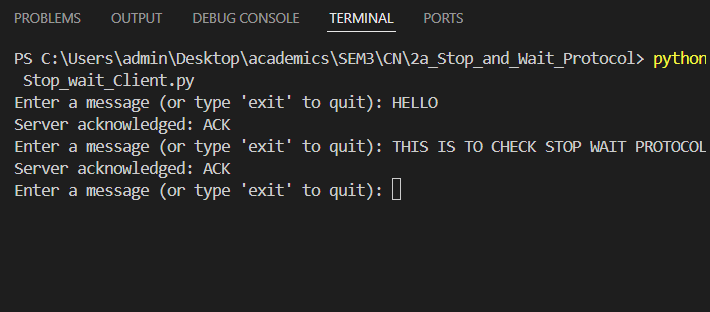 PROBLEMS OUTPUT DEBUG CONSOLE TERMINAL PORTS
PS C:\Users\admin\Desktop\academics\SEM3\CN\2a_Stop_and_Wait_Protocol> python
Stop_wait_Client.py
Enter a message (or type 'exit' to quit): HELLO
Server acknowledged: ACK
Enter a message (or type 'exit' to quit): THIS IS TO CHECK STOP WAIT PROTOCOL
Server acknowledged: ACK
Enter a message (or type 'exit' to quit):